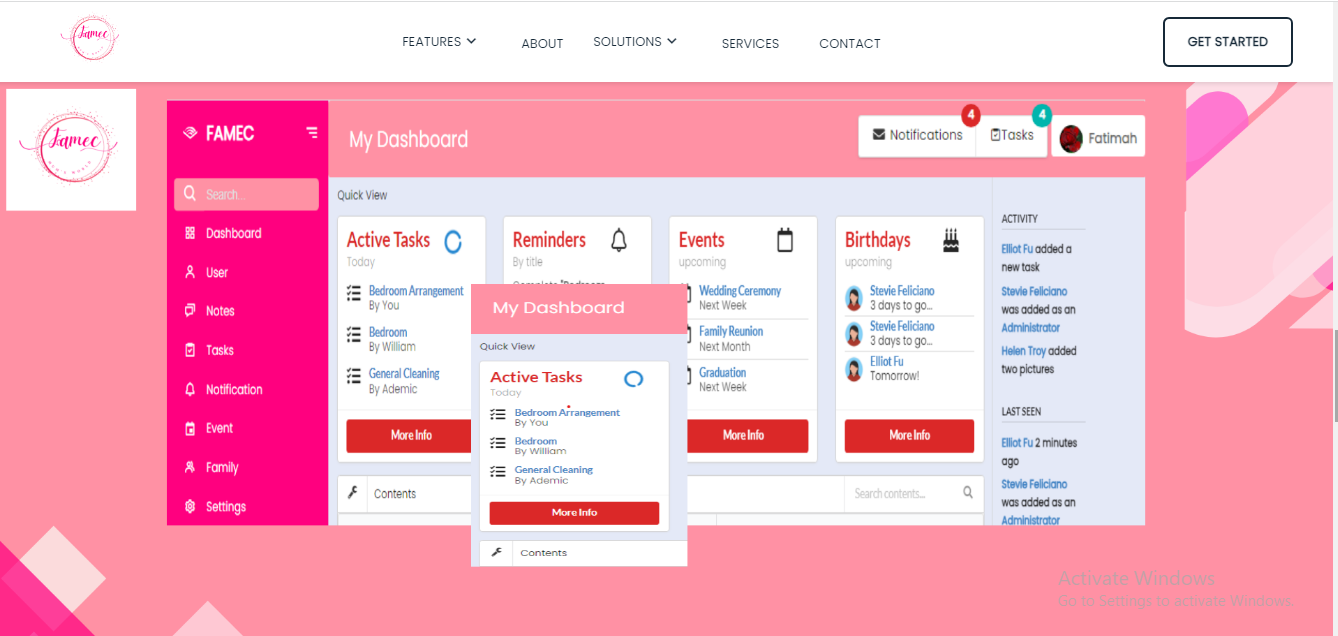 Famec
FEATURES
ABOUT
SOLUTIONS
SERVICES
CONTACT
GET STARTED
Famec
FAMEC
Search...
Dashboard
User
Notes
Tasks
Notification
Event
Family
Settings
My Dashboard
Notifications
4
Tasks
4
Fatimah
Quick View
Active Tasks
Today
Bedroom Arrangement
By You
Bedroom
By William
General Cleaning
By Ademic
More Info
Reminders
By title
Events
upcoming
Wedding Ceremony
Next Week
Family Reunion
Next Month
Graduation
Next Week
More Info
Birthdays
upcoming
Stevie Feliciano
3 days to go...
Stevie Feliciano
3 days to go...
Elliot Fu
Tomorrow!
More Info
Contents
Search contents...
ACTIVITY
Elliot Fu added a
new task
Stevie Feliciano
was added as an
Administrator
Helen Troy added
two pictures
LAST SEEN
Elliot Fu 2 minutes
ago
Stevie Feliciano
was added as an
Administrator
My Dashboard
Quick View
Active Tasks
Today
Bedroom Arrangement
By You
Bedroom
By William
General Cleaning
By Ademic
More Info
Contents
Activate Windows
Go to Settings to activate Windows.